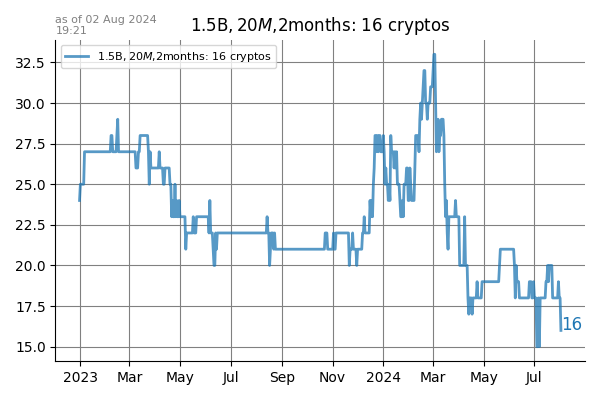 as of 02 Aug 2024
19:21
1.5B, 20M,2months: 16 cryptos
1.5B, 20M,2months: 16 cryptos
32.5
30.0
27.5
25.0
22.5
20.0
17.5
15.0
16
2023 Mar May Jul Sep Nov 2024 Mar May Jul